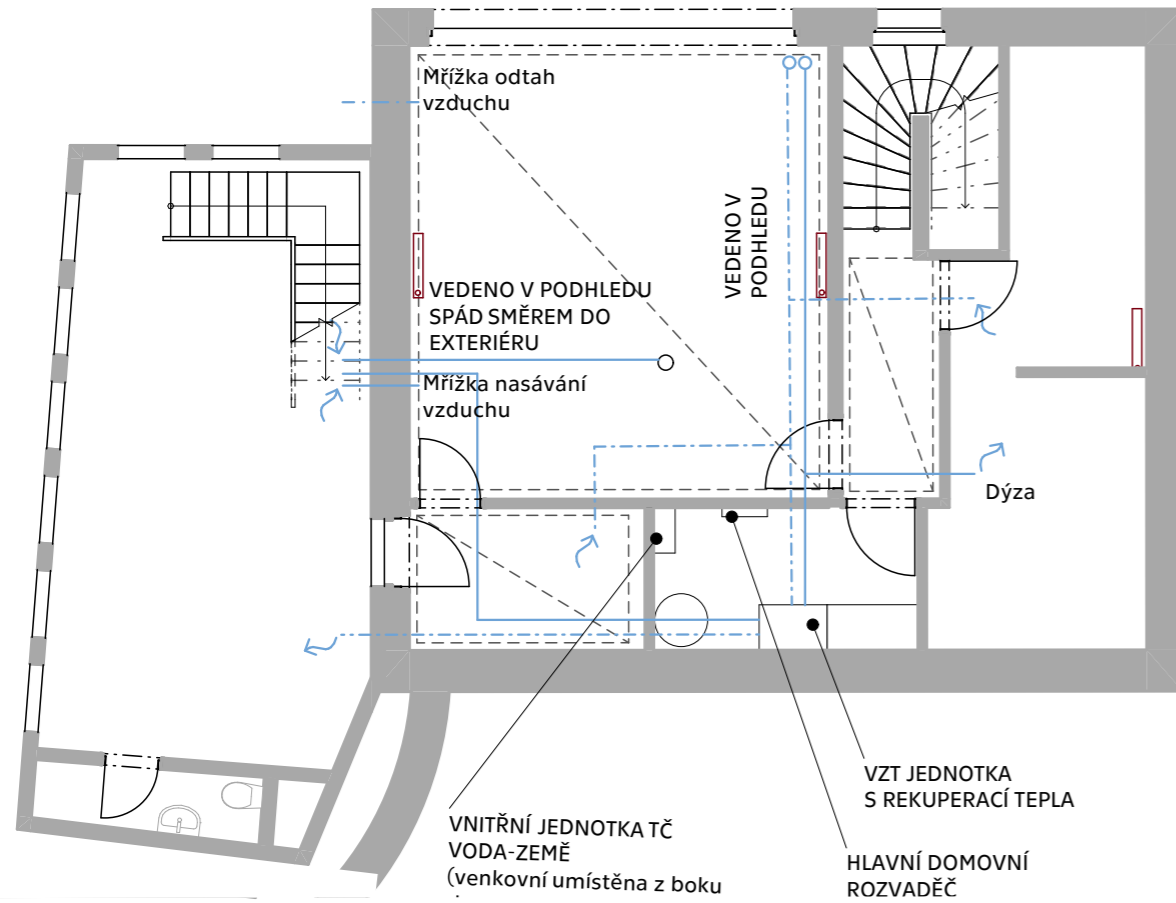 Mřížka odtah
vzduchu
VEDENO V
PODHLEDU
VEDENO V PODHLEDU
SPÁD SMĚREM DO
EXTERIÉRU
Mřížka nasávání
vzduchu
Dýza
VZT JEDNOTKA
S REKUPERACÍ TEPLA
VNITŘNÍ JEDNOTKA TČ
VODA-ZEMĚ
(venkovní umístěna z boku
HLAVNÍ DOMOVNÍ
ROZVADĚČ